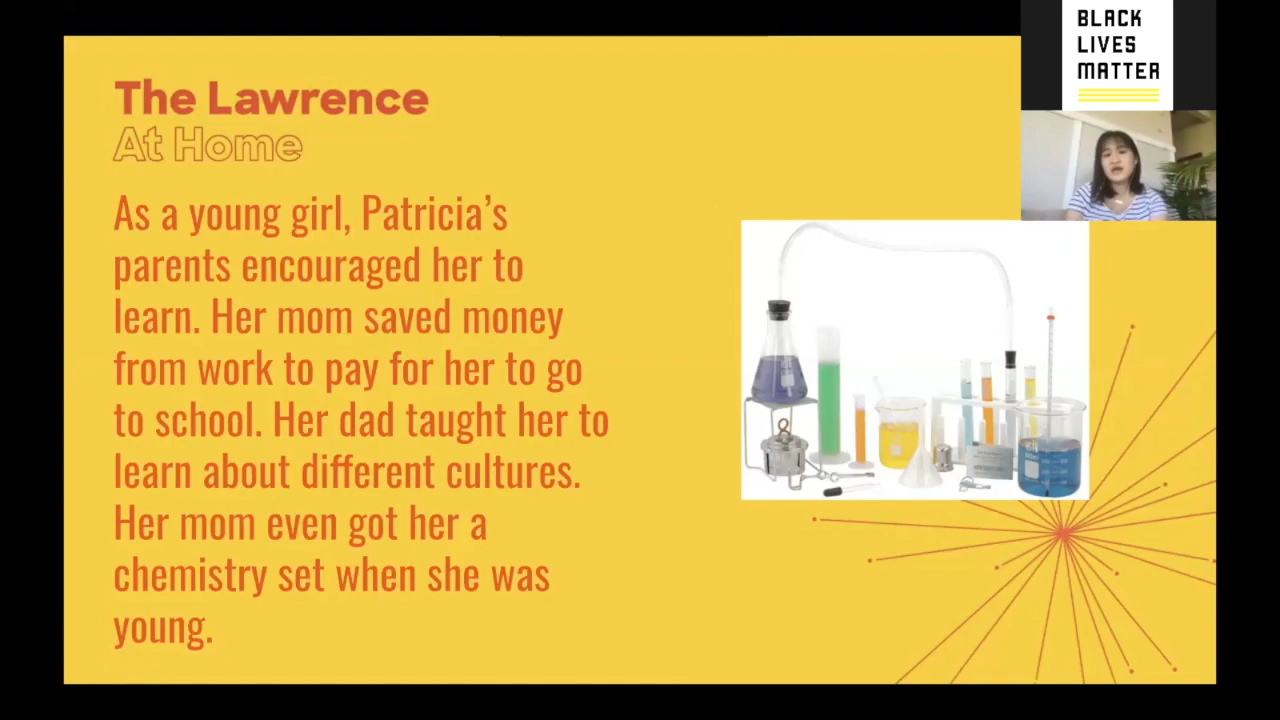 BLACK
LIVES
MATTER
The Lawrence
At Home
As a young girl, Patricia’s
parents encouraged her to
learn. Her mom saved money
from work to pay for her to go
to school. Her dad taught her to
learn about different cultures.
Her mom even got her a
chemistry set when she was
young.